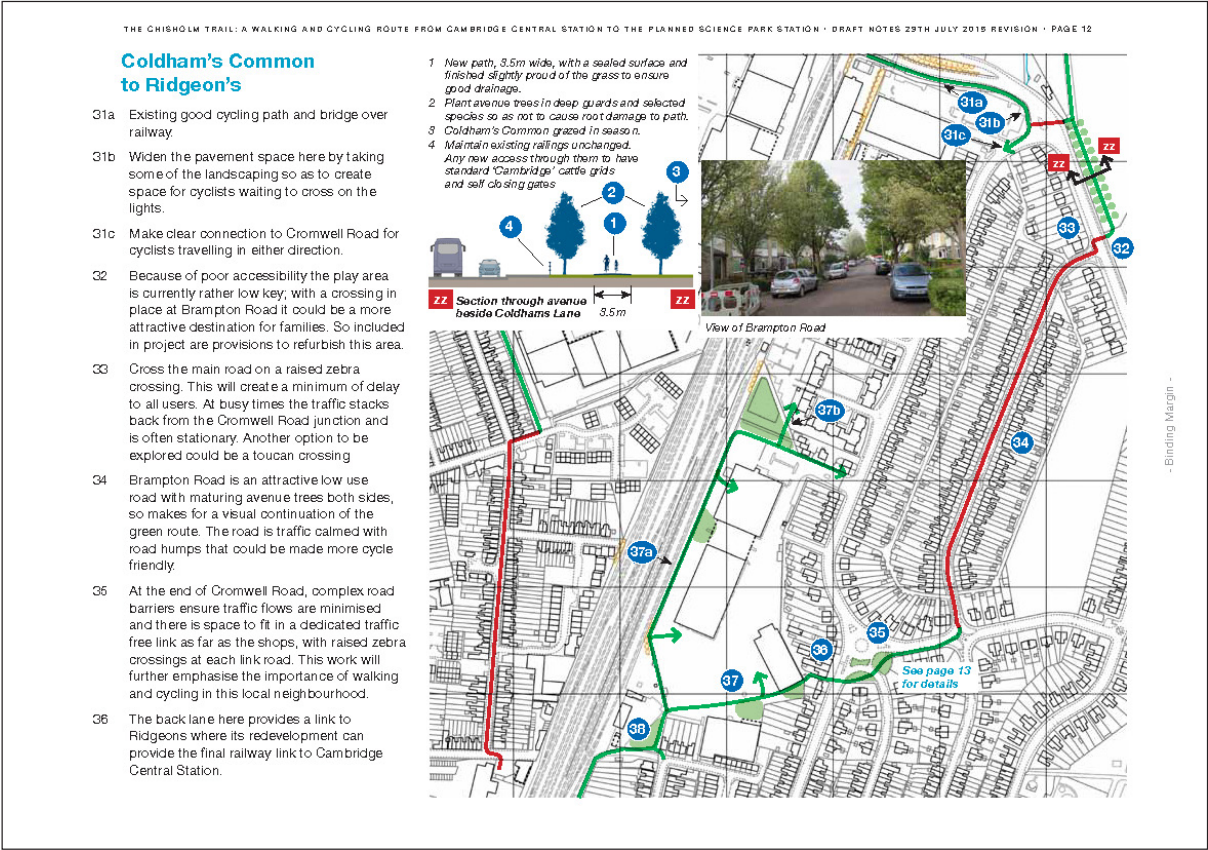 THE CHISHOLM TRAIL: A WALKING AND CYCLING ROUTE FROM CAMBRIDGE CENTRAL STATION TO THE PLANNED SCIENCE PARK STATION • DRAFT NOTES 29TH JULY 2015 REVISION • PAGE 12
Coldham's Common
to Ridgeon's
31a Existing good cycling path and bridge over
railway.
31b Widen the pavement space here by taking
some of the landscaping so as to create
space for cyclists waiting to cross on the
lights.
31c Make clear connection to Cromwell Road for
cyclists travelling in either direction.
32 Because of poor accessibility the play area
is currently rather low key; with a crossing in
place at Brampton Road it could be a more
attractive destination for families. So included
in project are provisions to refurbish this area.
33 Cross the main road on a raised zebra
crossing. This will create a minimum of delay
to all users. At busy times the traffic stacks
back from the Cromwell Road junction and
is often stationary. Another option to be
explored could be a toucan crossing
34 Brampton Road is an attractive low use
road with maturing avenue trees both sides,
so makes for a visual continuation of the
green route. The road is traffic calmed with
road humps that could be made more cycle
friendly.
35 At the end of Cromwell Road, complex road
barriers ensure traffic flows are minimised
and there is space to fit in a dedicated traffic
free link as far as the shops, with raised zebra
crossings at each link road. This work will
further emphasise the importance of walking
and cycling in this local neighbourhood.
36 The back lane here provides a link to
Ridgeons where its redevelopment can
provide the final railway link to Cambridge
Central Station.
1 New path, 3.5m wide, with a sealed surface and
finished slightly proud of the grass to ensure
good drainage.
2 Plant avenue trees in deep guards and selected
species so as not to cause root damage to path.
3 Coldham's Common grazed in season.
4 Maintain existing railings unchanged.
Any new access through them to have
standard 'Cambridge' cattle grids
and self closing gates
3
2
4
1
zz
Section through avenue
beside Coldhams Lane
3.5m
zz
View of Brampton Road
31a
31b
31c
zz
zz
33
32
34
37b
37a
35
36
See page 13
for details
37
38
- Binding Margin -